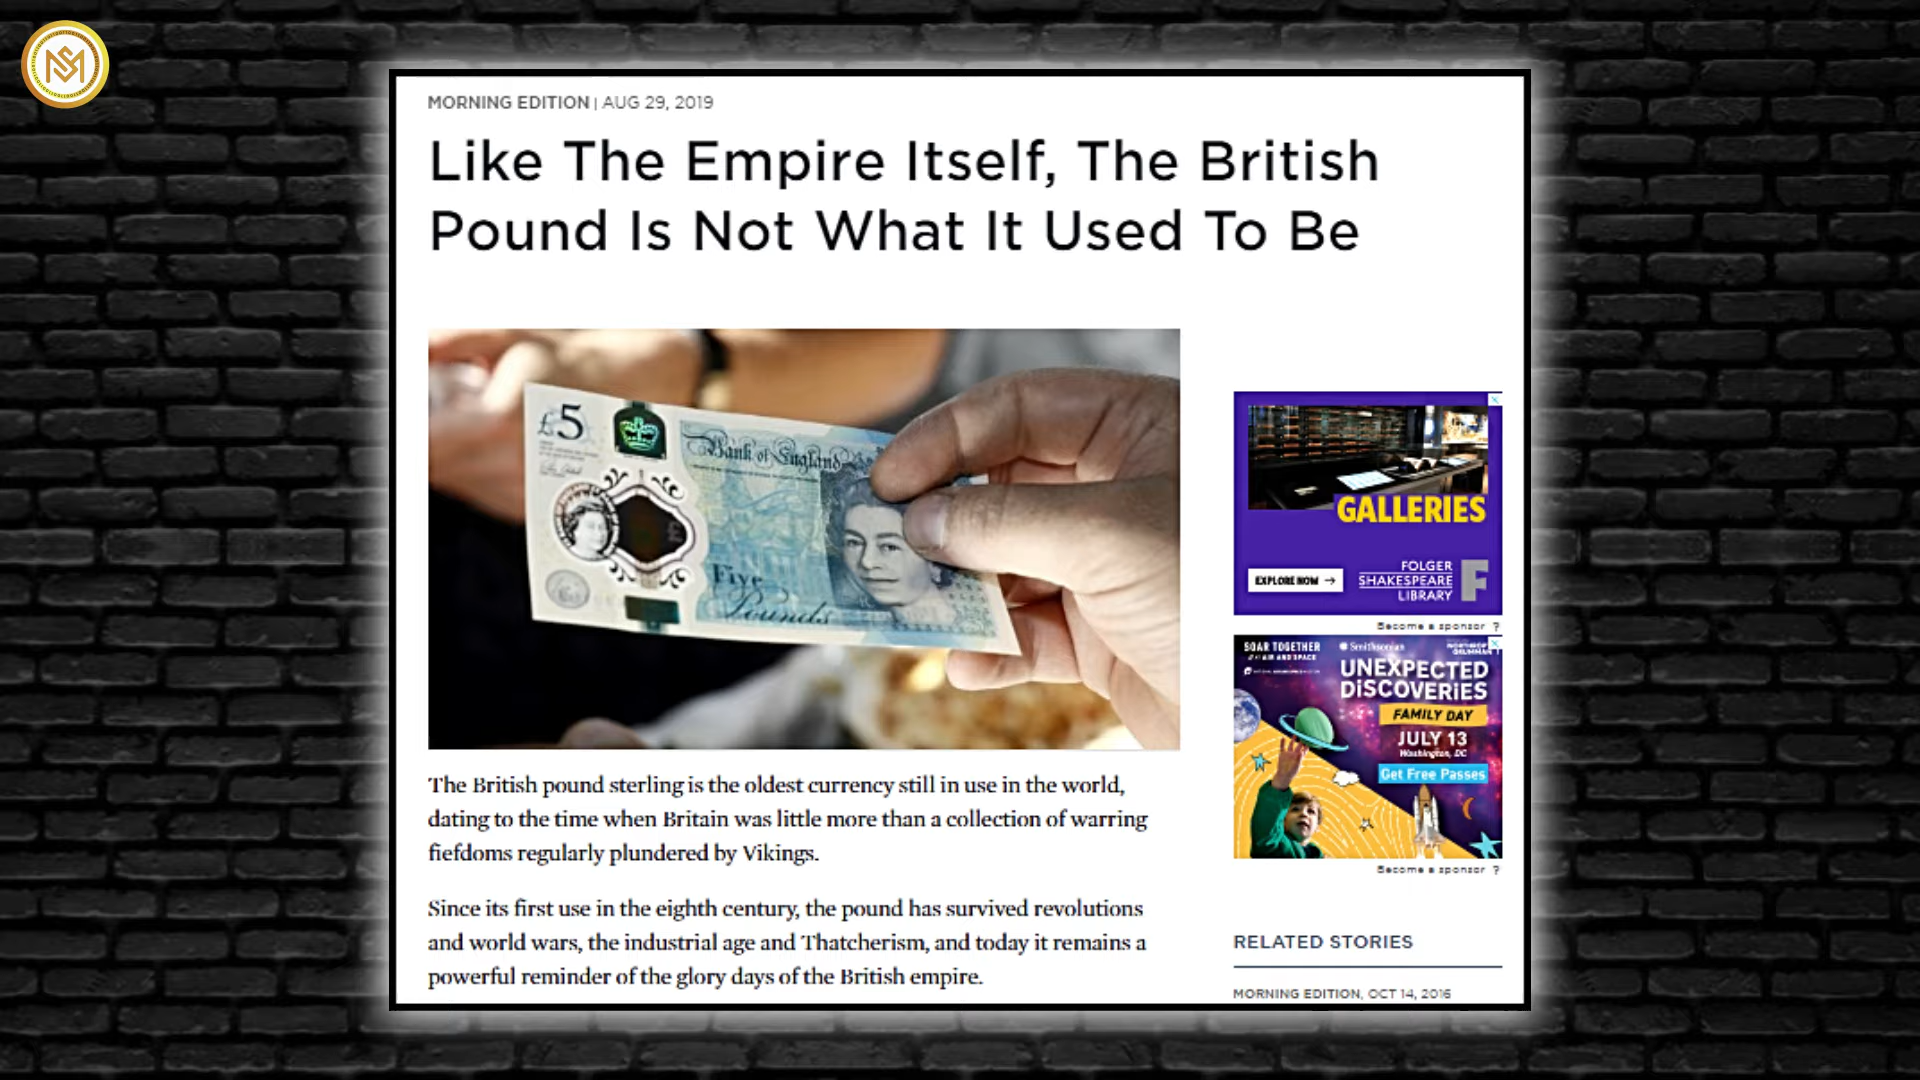 MORNING EDITION | AUG 29, 2019
Like The Empire Itself, The British
Pound Is Not What It Used To Be
£5
Bank of England
Five
Pounds
The British pound sterling is the oldest currency still in use in the world,
dating to the time when Britain was little more than a collection of warring
fiefdoms regularly plundered by Vikings.
Since its first use in the eighth century, the pound has survived revolutions
and world wars, the industrial age and Thatcherism, and today it remains a
powerful reminder of the glory days of the British empire.
GALLERIES
EXPLORE NOW →
FOLGER
SHAKESPEARE
LIBRARY
F
Become a sponsor ?
SOAR TOGETHER
AIR AND SPACE
Smithsonian
NORTHROP
GRUMMAN
UNEXPECTED
DiSCOVERiES
FAMILY DAY
JULY 13
Washington, DC
Get Free Passes
Become a sponsor ?
RELATED STORIES
MORNING EDITION, OCT 14, 2016